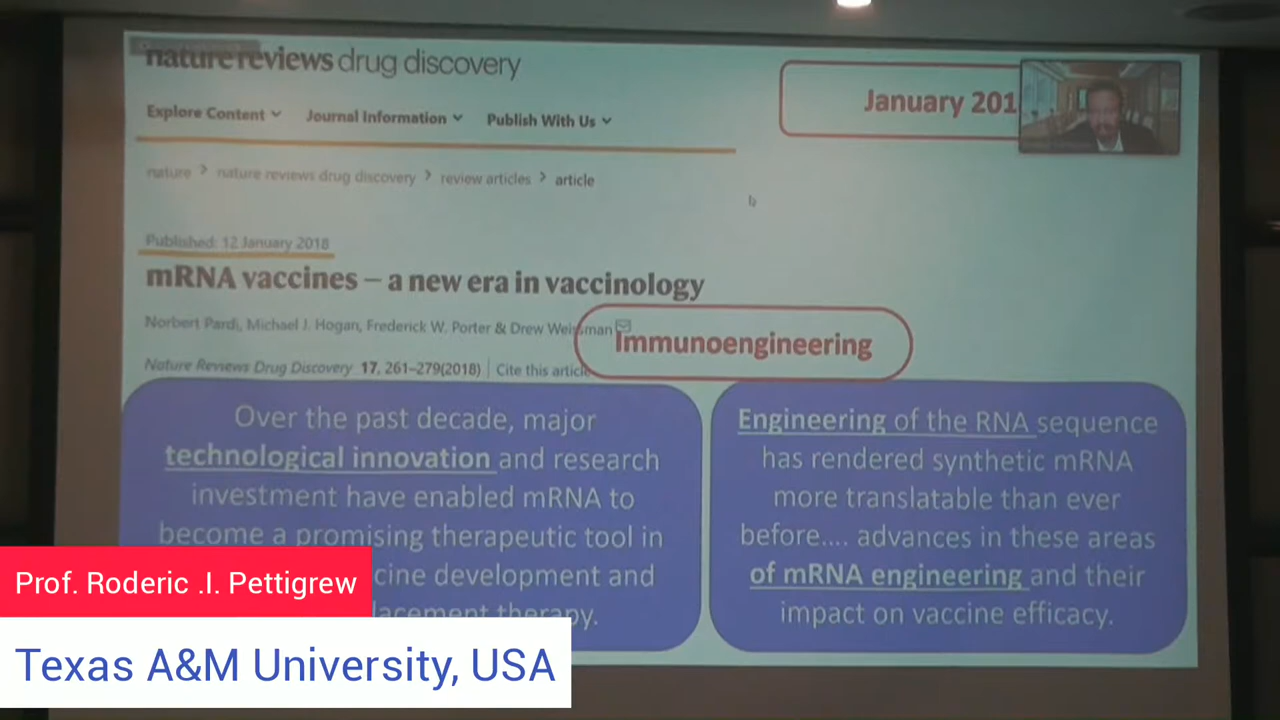 nature reviews drug discovery
January 201
Explore Content
Journal Information
Publish With Us
nature > nature reviews drug discovery > review articles > article
Published: 12 January 2018
mRNA vaccines – a new era in vaccinology
Norbert Pardi, Michael J. Hogan, Frederick W. Porter & Drew Weissman
Immunoengineering
Nature Reviews Drug Discovery 17, 261–279(2018) | Cite this article
Over the past decade, major
technological innovation and research
investment have enabled mRNA to
become a promising therapeutic tool in
cine development and
lacement therapy.
Engineering of the RNA sequence
has rendered synthetic mRNA
more translatable than ever
before.... advances in these areas
of mRNA engineering and their
impact on vaccine efficacy.
Prof. Roderic .I. Pettigrew
Texas A&M University, USA